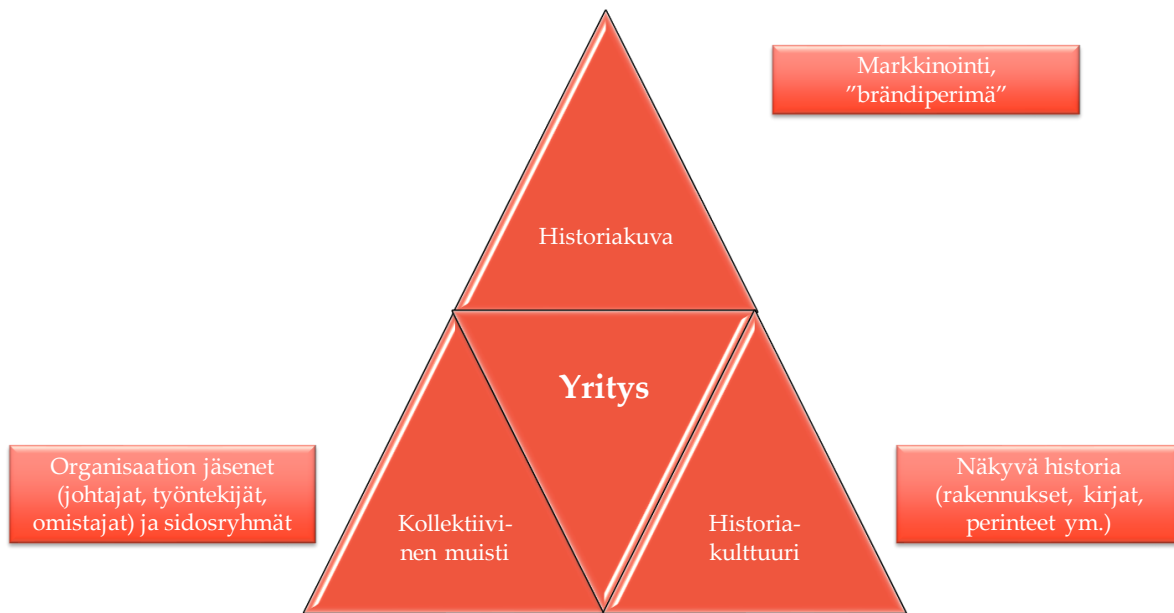 Markkinointi,
”brändiperimä”
Historiakuva
Yritys
Organisaation jäsenet
(johtajat, työntekijät,
omistajat) ja sidosryhmät
Kollektiivi-
nen muisti
Historia-
kulttuuri
Näkyvä historia
(rakennukset, kirjat,
perinteet ym.)